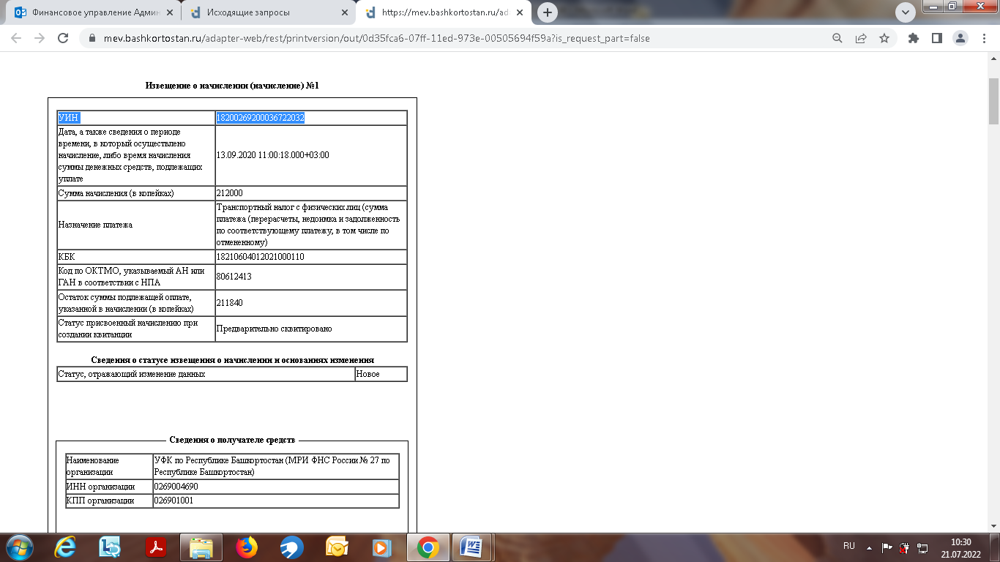 Финансовое управление Админ
Исходящие запросы
https://mev.bashkortostan.ru/ada
mev.bashkortostan.ru/adapter-web/rest/printversion/out/0d35fca6-07ff-11ed-973e-00505694f59a?is_request_part=false
Извещение о начислении (начисление) №1
УИН 18200269200036722032
Дата, а также сведения о периоде
времени, в который осуществлено
начисление, либо время начисления
суммы денежных средств, подлежащих
уплате
13.09.2020 11:00:18.000+03:00
Сумма начисления (в копейках) 212000
Назначение платежа
Транспортный налог с физических лиц (сумма
платежа (перерасчеты, недоимка и задолженность
по соответствующему платежу, в том числе по
отмененному)
КБК 18210604012021000110
Код по ОКТМО, указываемый АН или
ГАН в соответствии с НПА
80612413
Остаток суммы подлежащей оплате,
указанной в начислении (в копейках)
211840
Статус присвоенный начислению при
создании квитанции
Предварительно сквитировано
Сведения о статусе извещения о начислении и основаниях изменения
Статус, отражающий изменение данных Новое
Сведения о получателе средств
Наименование
организации
УФК по Республике Башкортостан (МРИ ФНС России № 27 по
Республике Башкортостан)
ИНН организации 0269004690
КПП организации 026901001
RU
10:30
21.07.2022